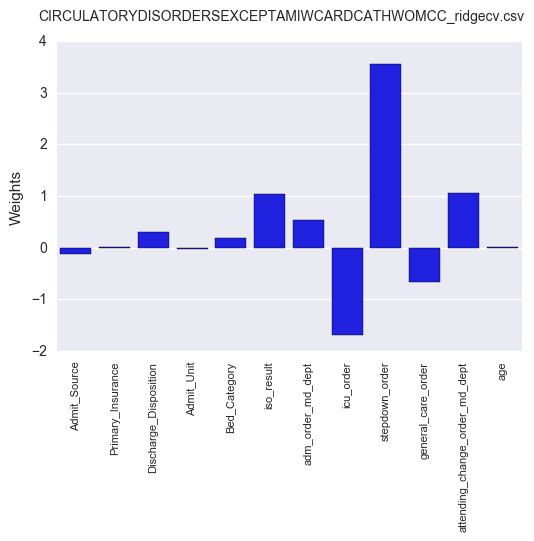 CIRCULATORYDISORDERSEXCEPTAMIWCARDCATHWOMCC_ridgecv.csv
4
3
2
1
0
−1
−2
Weights
Admit_Source
Primary_Insurance
Discharge_Disposition
Admit_Unit
Bed_Category
iso_result
adm_order_md_dept
icu_order
stepdown_order
general_care_order
attending_change_order_md_dept
age